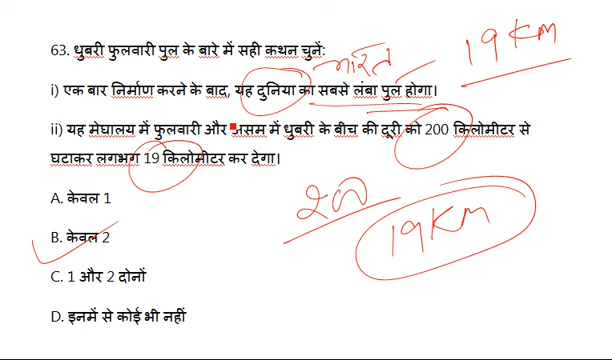 19 KM
63. धुबरी फुलवारी पुल के बारे में सही कथन चुनें:
भारत
i) एक बार निर्माण करने के बाद, यह दुनिया का सबसे लंबा पुल होगा।
ii) यह मेघालय में फुलवारी और असम में धुबरी के बीच की दूरी को 200 किलोमीटर से
घटाकर लगभग 19 किलोमीटर कर देगा।
A. केवल 1
200
19 KM
B. केवल 2
C. 1 और 2 दोनों
D. इनमें से कोई भी नहीं